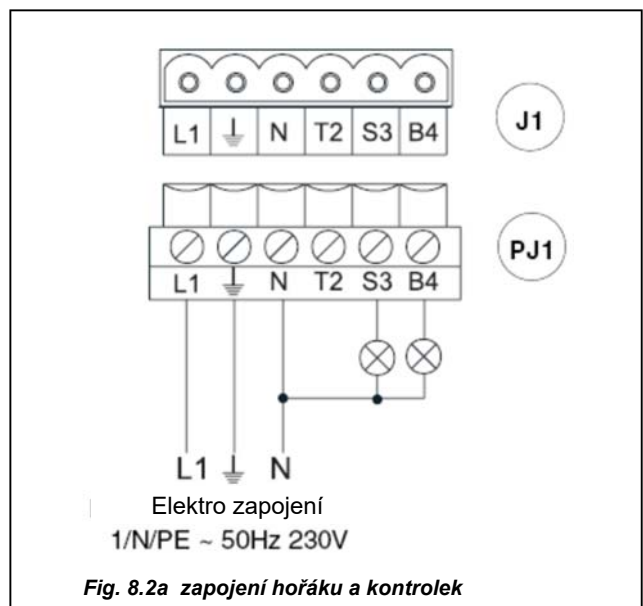 L1 ⏚ N T2 S3 B4
J1
PJ1
L1 ⏚ N T2 S3 B4
L1 ⏚ N
Elektro zapojení
1/N/PE ~ 50Hz 230V
Fig. 8.2a zapojení hořáku a kontrolek